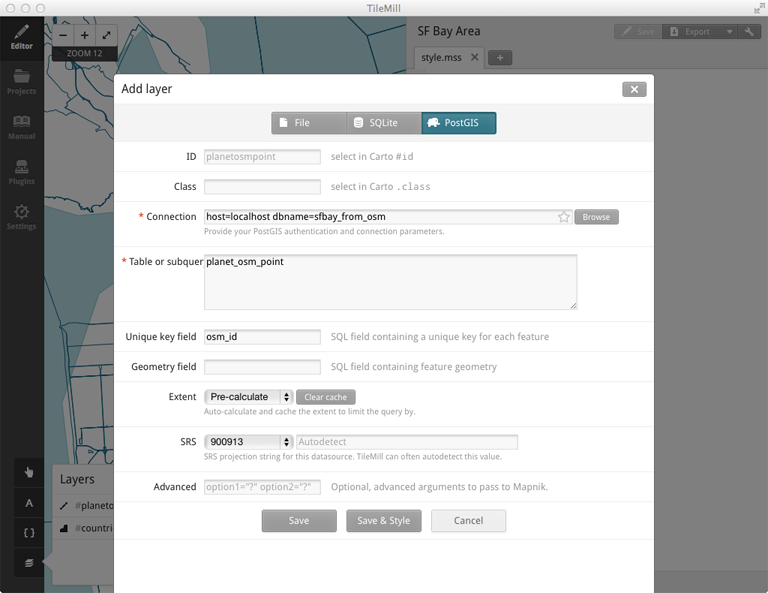 TileMill
Editor
Projects
Manual
Plugins
Settings
ZOOM 12
SF Bay Area
Save
Export
style.mss
Add layer
File
SQLite
PostGIS
ID
planetosmpoint
select in Carto #id
Class
select in Carto .class
* Connection
host=localhost dbname=sfbay_from_osm
Browse
Provide your PostGIS authentication and connection parameters.
* Table or subquer
planet_osm_point
Unique key field
osm_id
SQL field containing a unique key for each feature
Geometry field
SQL field containing feature geometry
Extent
Pre-calculate
Clear cache
Auto-calculate and cache the extent to limit the query by.
SRS
900913
Autodetect
SRS projection string for this datasource. TileMill can often autodetect this value.
Advanced
option1="?" option2="?"
Optional, advanced arguments to pass to Mapnik.
Save
Save & Style
Cancel
Layers
#planeto
#countri
A
{ }